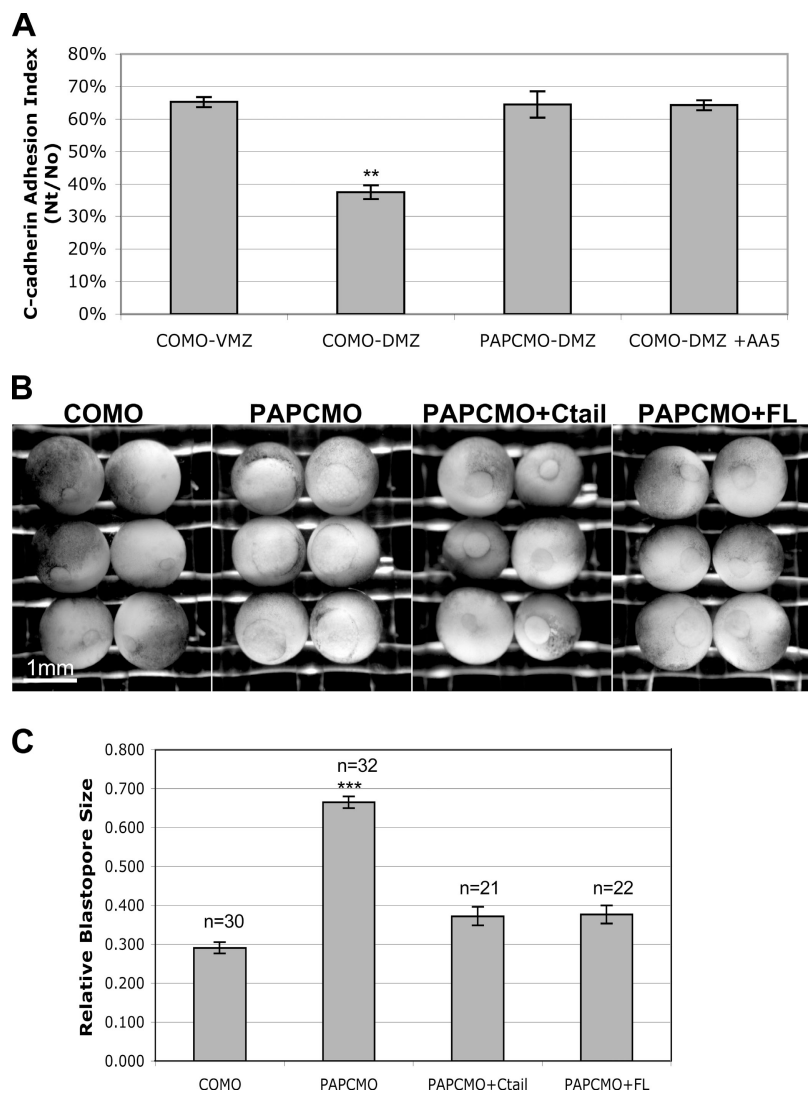 A
C-cadherin Adhesion Index
(Nt/No)
80%
70%
60%
50%
40%
30%
20%
10%
0%
**
COMO-VMZ
COMO-DMZ
PAPCMO-DMZ
COMO-DMZ +AA5
B
COMO
PAPCMO
PAPCMO+Ctail
PAPCMO+FL
1mm
C
Relative Blastopore Size
0.800
0.700
0.600
0.500
0.400
0.300
0.200
0.100
0.000
n=30
n=32
***
n=21
n=22
COMO
PAPCMO
PAPCMO+Ctail
PAPCMO+FL